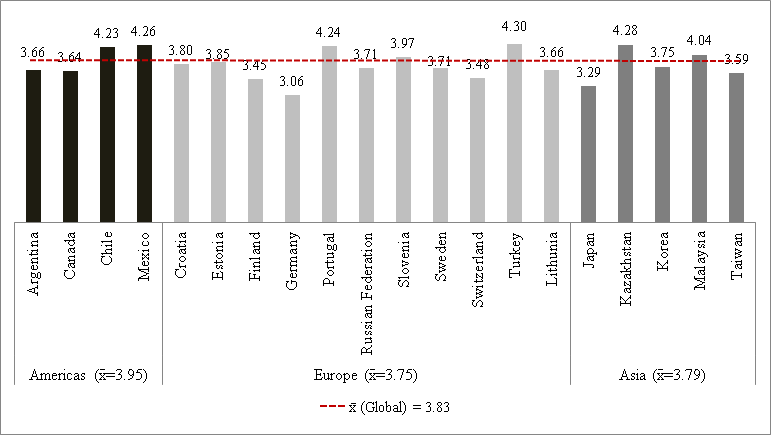 3.66 3.64 4.23 4.26 3.80 3.85 3.45 3.06 4.24 3.71 3.97 3.71 3.48 4.30 3.66 3.29 4.28 3.75 4.04 3.59
Argentina
Canada
Chile
Mexico
Croatia
Estonia
Finland
Germany
Portugal
Russian Federation
Slovenia
Sweden
Switzerland
Turkey
Lithunia
Japan
Kazakhstan
Korea
Malaysia
Taiwan
Americas (x̄=3.95) Europe (x̄=3.75) Asia (x̄=3.79)
x̄ (Global) = 3.83